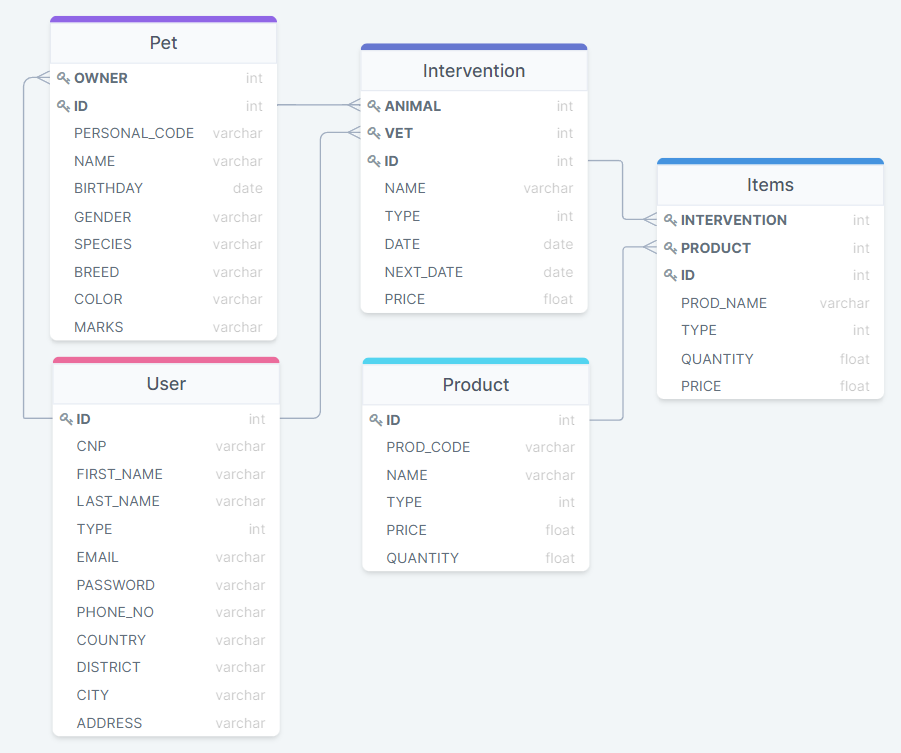 Pet
OWNER int
ID int
PERSONAL_CODE varchar
NAME varchar
BIRTHDAY date
GENDER varchar
SPECIES varchar
BREED varchar
COLOR varchar
MARKS varchar
User
ID int
CNP varchar
FIRST_NAME varchar
LAST_NAME varchar
TYPE int
EMAIL varchar
PASSWORD varchar
PHONE_NO varchar
COUNTRY varchar
DISTRICT varchar
CITY varchar
ADDRESS varchar
Intervention
ANIMAL int
VET int
ID int
NAME varchar
TYPE int
DATE date
NEXT_DATE date
PRICE float
Product
ID int
PROD_CODE varchar
NAME varchar
TYPE int
PRICE float
QUANTITY float
Items
INTERVENTION int
PRODUCT int
ID int
PROD_NAME varchar
TYPE int
QUANTITY float
PRICE float